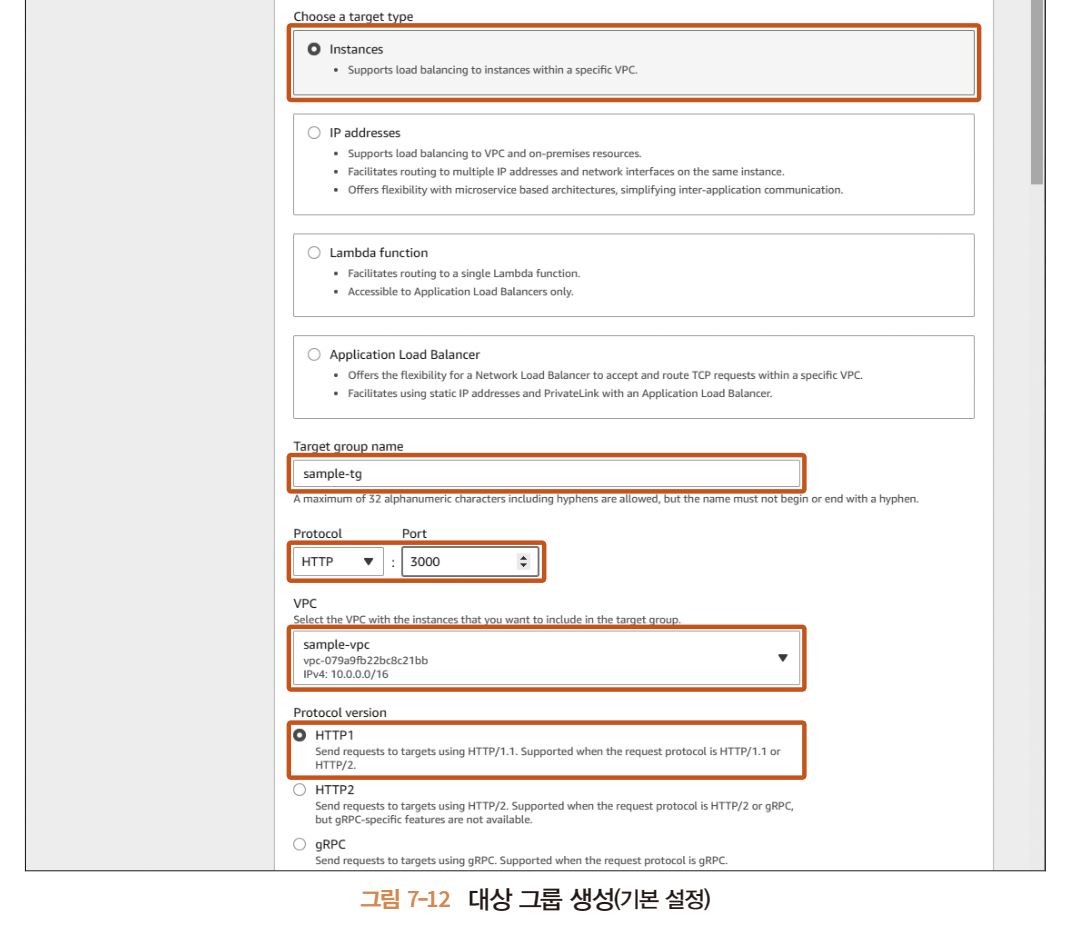 Choose a target type
Instances
• Supports load balancing to instances within a specific VPC.
IP addresses
• Supports load balancing to VPC and on-premises resources.
• Facilitates routing to multiple IP addresses and network interfaces on the same instance.
• Offers flexibility with microservice based architectures, simplifying inter-application communication.
Lambda function
• Facilitates routing to a single Lambda function.
• Accessible to Application Load Balancers only.
Application Load Balancer
• Offers the flexibility for a Network Load Balancer to accept and route TCP requests within a specific VPC.
• Facilitates using static IP addresses and PrivateLink with an Application Load Balancer.
Target group name
sample-tg
A maximum of 32 alphanumeric characters including hyphens are allowed, but the name must not begin or end with a hyphen.
Protocol Port
HTTP : 3000
VPC
Select the VPC with the instances that you want to include in the target group.
sample-vpc
vpc-079a9fb22bc8c21bb
IPv4: 10.0.0.0/16
Protocol version
HTTP1
Send requests to targets using HTTP/1.1. Supported when the request protocol is HTTP/1.1 or
HTTP/2.
HTTP2
Send requests to targets using HTTP/2. Supported when the request protocol is HTTP/2 or gRPC,
but gRPC-specific features are not available.
gRPC
Send requests to targets using gRPC. Supported when the request protocol is gRPC.
그림 7-12 대상 그룹 생성(기본 설정)